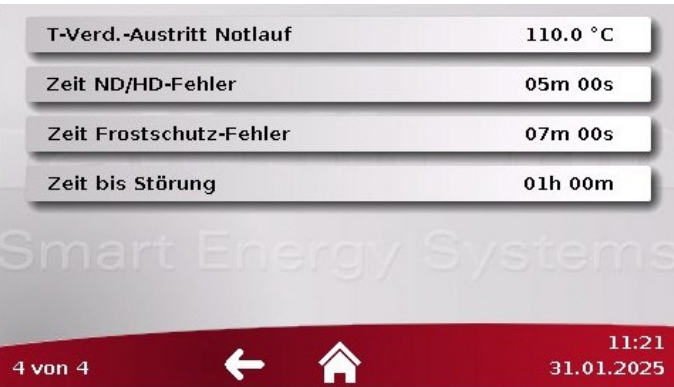 T-Verd.-Austritt Notlauf 110.0 °C
Zeit ND/HD-Fehler 05m 00s
Zeit Frostschutz-Fehler 07m 00s
Zeit bis Störung 01h 00m
Smart Energy Systems
11:21
4 von 4 31.01.2025